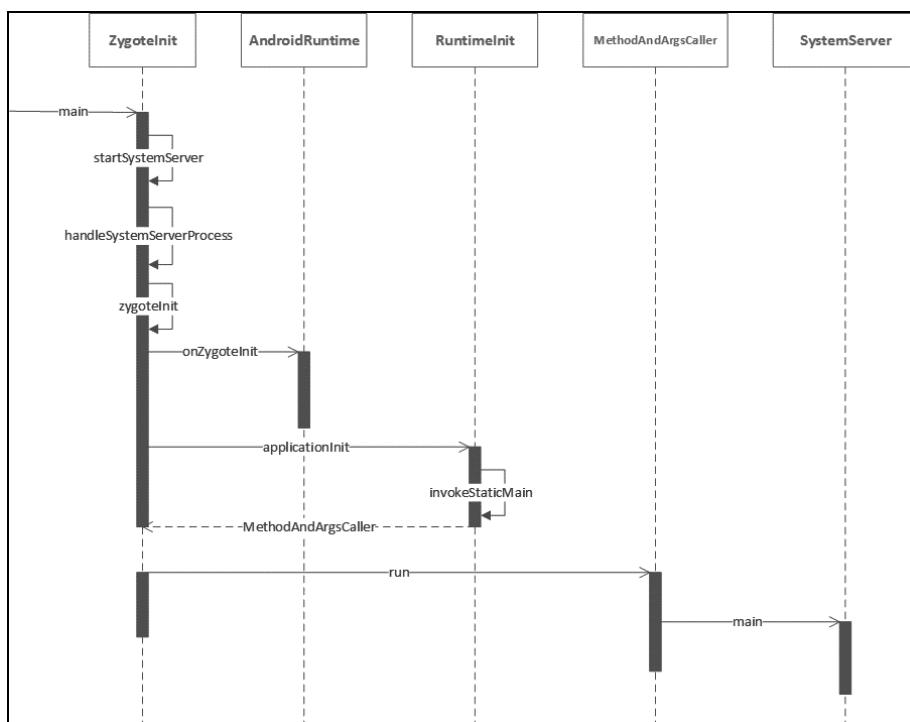 ZygoteInit
AndroidRuntime
RuntimeInit
MethodAndArgsCaller
SystemServer
main
startSystemServer
handleSystemServerProcess
zygoteInit
onZygoteInit
applicationInit
invokeStaticMain
MethodAndArgsCaller
run
main